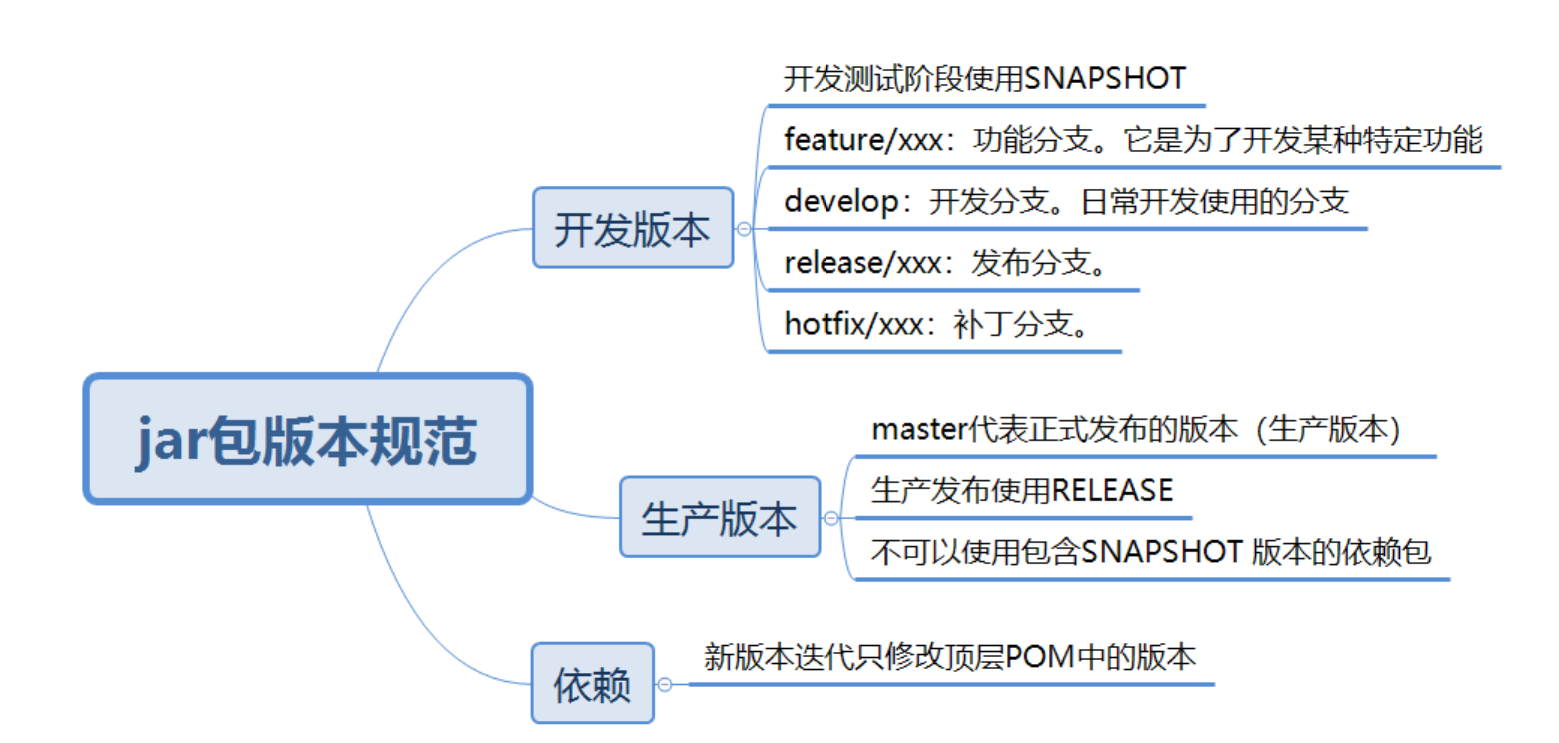 jar包版本规范
开发版本
开发测试阶段使用SNAPSHOT
feature/xxx：功能分支。它是为了开发某种特定功能
develop：开发分支。日常开发使用的分支
release/xxx：发布分支。
hotfix/xxx：补丁分支。
生产版本
master代表正式发布的版本（生产版本）
生产发布使用RELEASE
不可以使用包含SNAPSHOT 版本的依赖包
依赖
新版本迭代只修改顶层POM中的版本